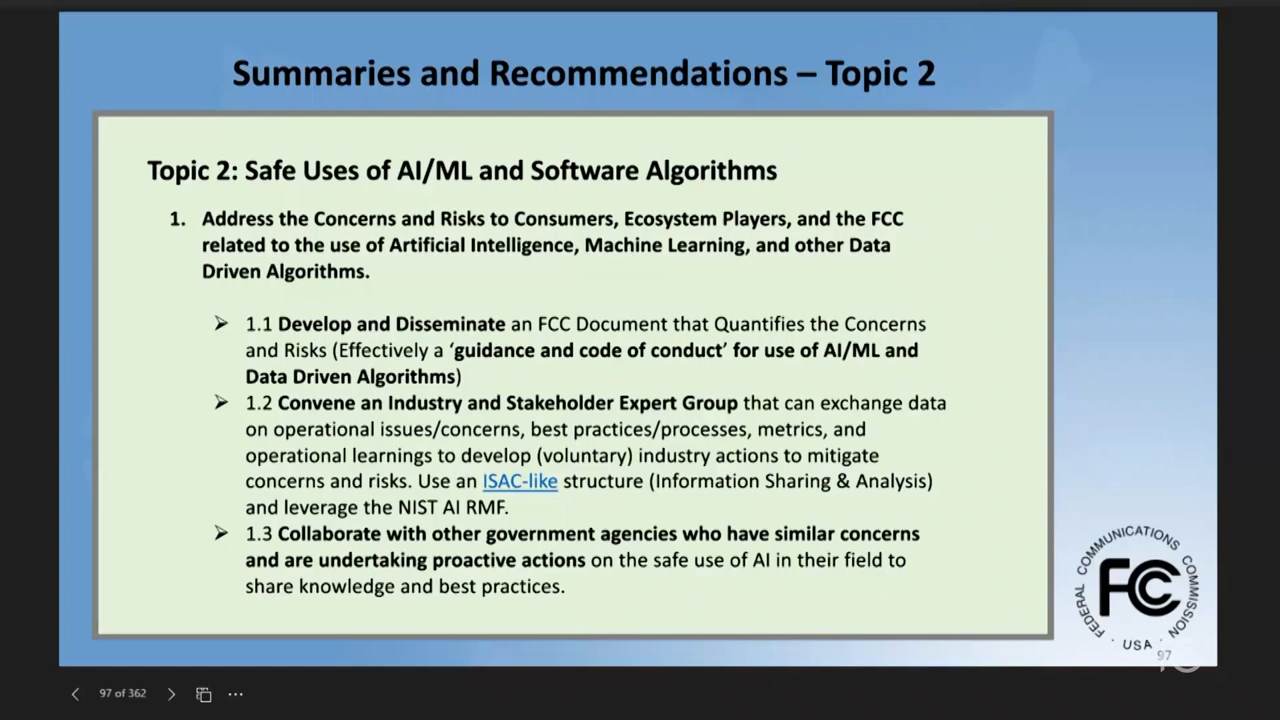 Summaries and Recommendations – Topic 2
Topic 2: Safe Uses of AI/ML and Software Algorithms
1. Address the Concerns and Risks to Consumers, Ecosystem Players, and the FCC
related to the use of Artificial Intelligence, Machine Learning, and other Data
Driven Algorithms.
➢ 1.1 Develop and Disseminate an FCC Document that Quantifies the Concerns
and Risks (Effectively a ‘guidance and code of conduct’ for use of AI/ML and
Data Driven Algorithms)
➢ 1.2 Convene an Industry and Stakeholder Expert Group that can exchange data
on operational issues/concerns, best practices/processes, metrics, and
operational learnings to develop (voluntary) industry actions to mitigate
concerns and risks. Use an ISAC-like structure (Information Sharing & Analysis)
and leverage the NIST AI RMF.
➢ 1.3 Collaborate with other government agencies who have similar concerns
and are undertaking proactive actions on the safe use of AI in their field to
share knowledge and best practices.
FEDERAL COMMUNICATIONS COMMISSION
FCC
· USA ·
97
97 of 362